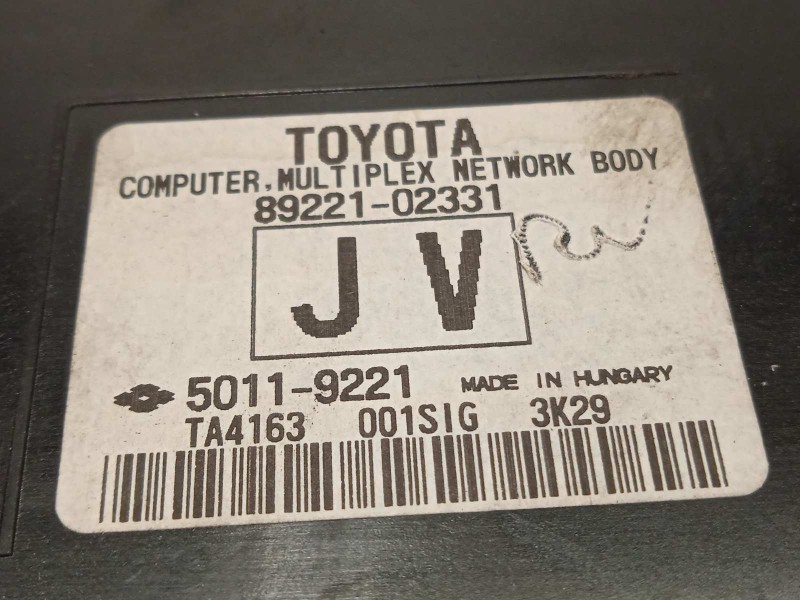 TOYOTA
COMPUTER, MULTIPLEX NETWORK BODY
89221-02331
JV
5011-9221 MADE IN HUNGARY
TA4163 001SIG 3K29